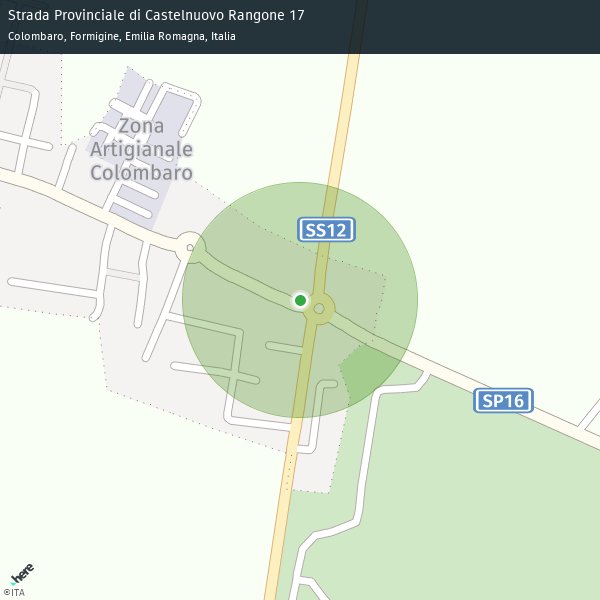 Strada Provinciale di Castelnuovo Rangone 17
Colombaro, Formigine, Emilia Romagna, Italia
Zona
Artigianale
Colombaro
SS12
SP16
here
©ITA